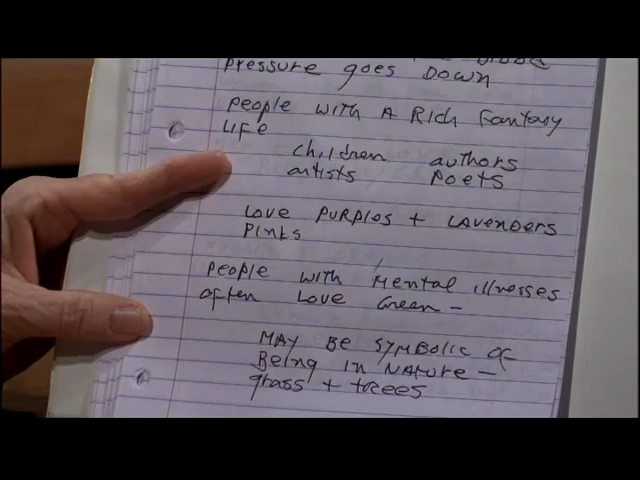 Pressure goes Down
People with A Rich Fantasy
Life
Children authors
artists Poets
Love Purples + Lavenders
Pinks
People with Mental Illnesses
often Love Green -
MAY BE SYMBOLIC OF
Being in NATURE -
grass + trees